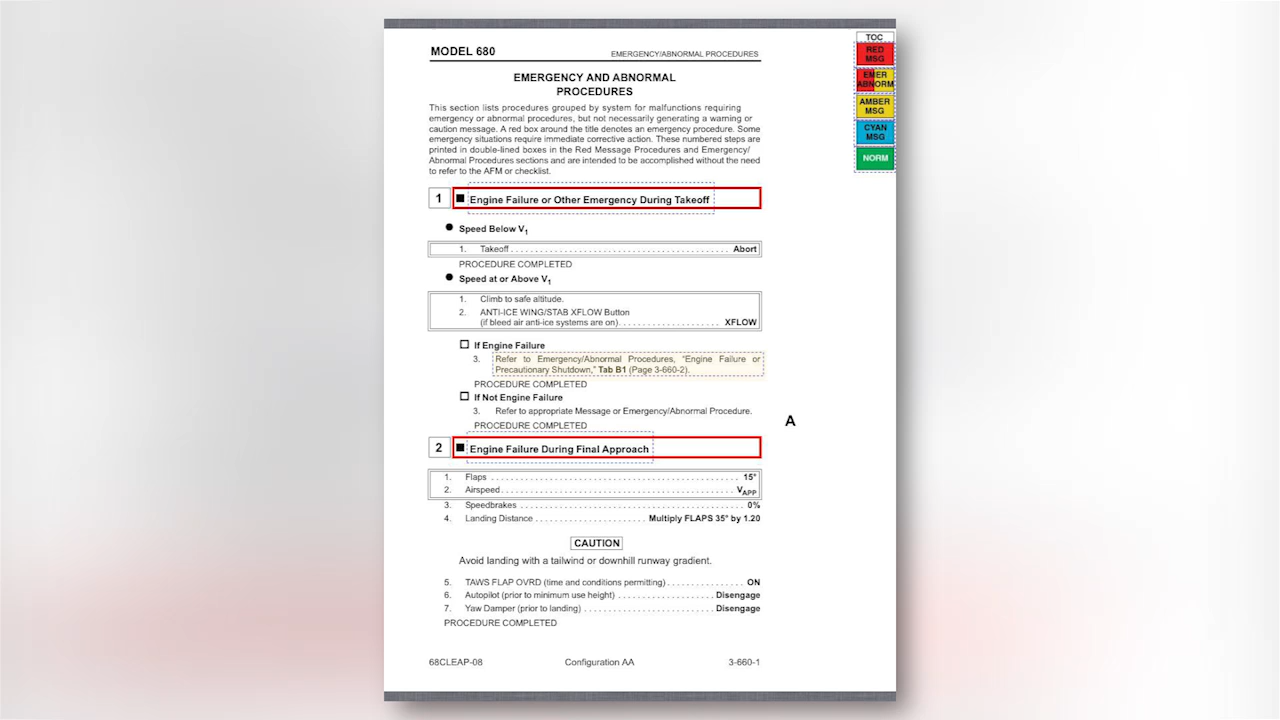 MODEL 680
EMERGENCY/ABNORMAL PROCEDURES
TOC
RED
MSG
EMER
ABNORM
AMBER
MSG
CYAN
MSG
NORM
EMERGENCY AND ABNORMAL
PROCEDURES
This section lists procedures grouped by system for malfunctions requiring
emergency or abnormal procedures, but not necessarily generating a warning or
caution message. A red box around the title denotes an emergency procedure. Some
emergency situations require immediate corrective action. These numbered steps are
printed in double-lined boxes in the Red Message Procedures and Emergency/
Abnormal Procedures sections and are intended to be accomplished without the need
to refer to the AFM or checklist.
1 ■ Engine Failure or Other Emergency During Takeoff
● Speed Below V1
1. Takeoff . . . . . . . . . . . . . . . . . . . . . . . . . . . . . . . . . . . . . . . . . . Abort
PROCEDURE COMPLETED
● Speed at or Above V1
1. Climb to safe altitude.
2. ANTI-ICE WING/STAB XFLOW Button
(if bleed air anti-ice systems are on). . . . . . . . . . . . . . . . . . . . XFLOW
☐ If Engine Failure
3. Refer to Emergency/Abnormal Procedures, “Engine Failure or
Precautionary Shutdown,” Tab B1 (Page 3-660-2).
PROCEDURE COMPLETED
☐ If Not Engine Failure
3. Refer to appropriate Message or Emergency/Abnormal Procedure.
PROCEDURE COMPLETED
A
2 ■ Engine Failure During Final Approach
1. Flaps . . . . . . . . . . . . . . . . . . . . . . . . . . . . . . . . . . . . . . . . . . . . . . . 15°
2. Airspeed. . . . . . . . . . . . . . . . . . . . . . . . . . . . . . . . . . . . . . . . . . . . VAPP
3. Speedbrakes . . . . . . . . . . . . . . . . . . . . . . . . . . . . . . . . . . . . . . . . . . 0%
4. Landing Distance . . . . . . . . . . . . . . . . . . . . . Multiply FLAPS 35° by 1.20
CAUTION
Avoid landing with a tailwind or downhill runway gradient.
5. TAWS FLAP OVRD (time and conditions permitting) . . . . . . . . . . . . . . . ON
6. Autopilot (prior to minimum use height) . . . . . . . . . . . . . . . . . . Disengage
7. Yaw Damper (prior to landing) . . . . . . . . . . . . . . . . . . . . . . . . Disengage
PROCEDURE COMPLETED
68CLEAP-08
Configuration AA
3-660-1